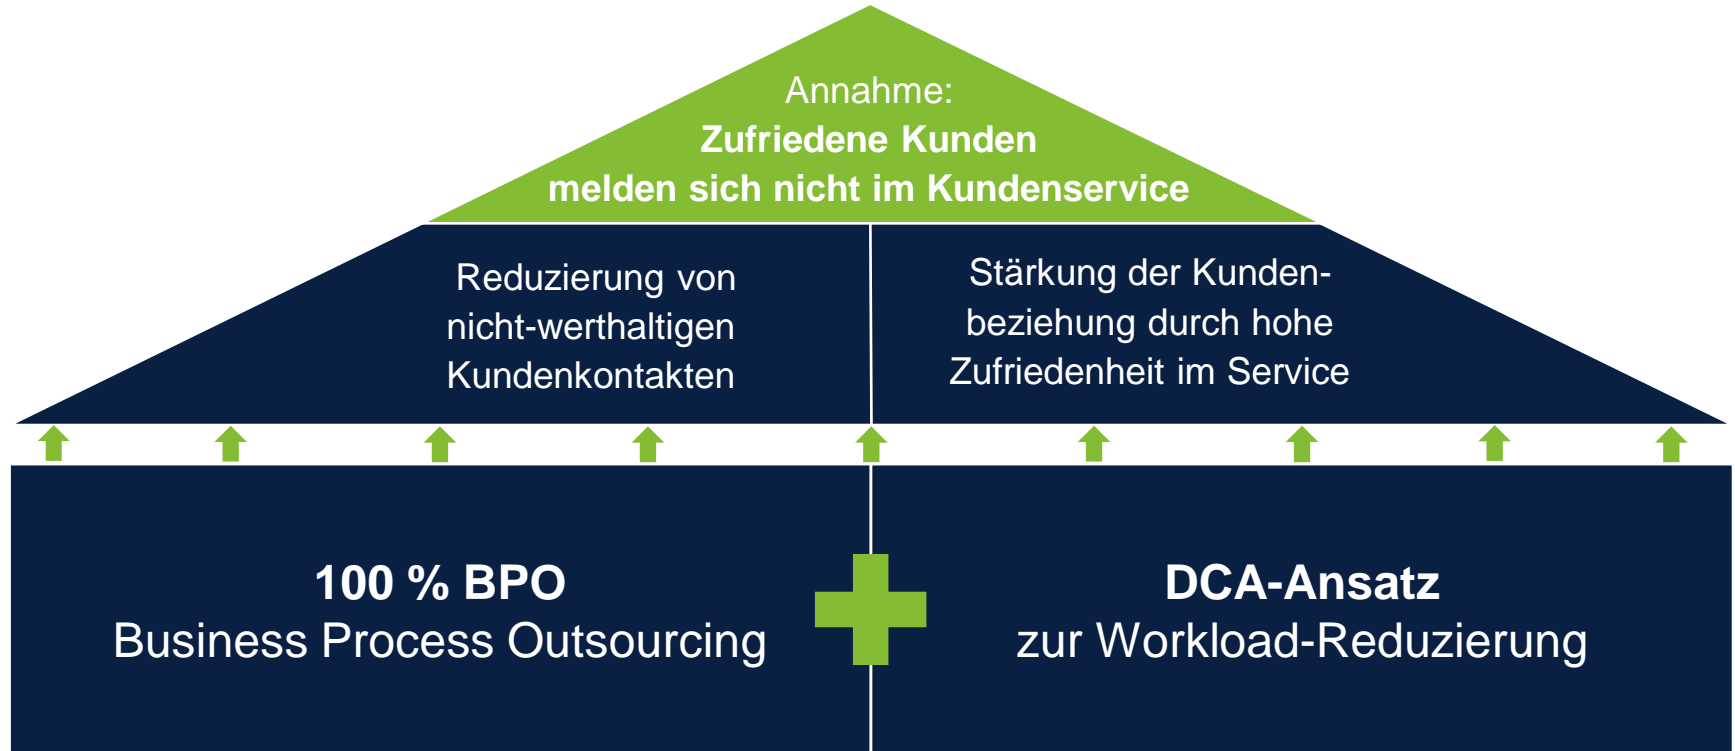 Annahme:
Zufriedene Kunden
melden sich nicht im Kundenservice
Reduzierung von
nicht-werthaltigen
Kundenkontakten
Stärkung der Kunden-
beziehung durch hohe
Zufriedenheit im Service
100 % BPO
Business Process Outsourcing
DCA-Ansatz
zur Workload-Reduzierung